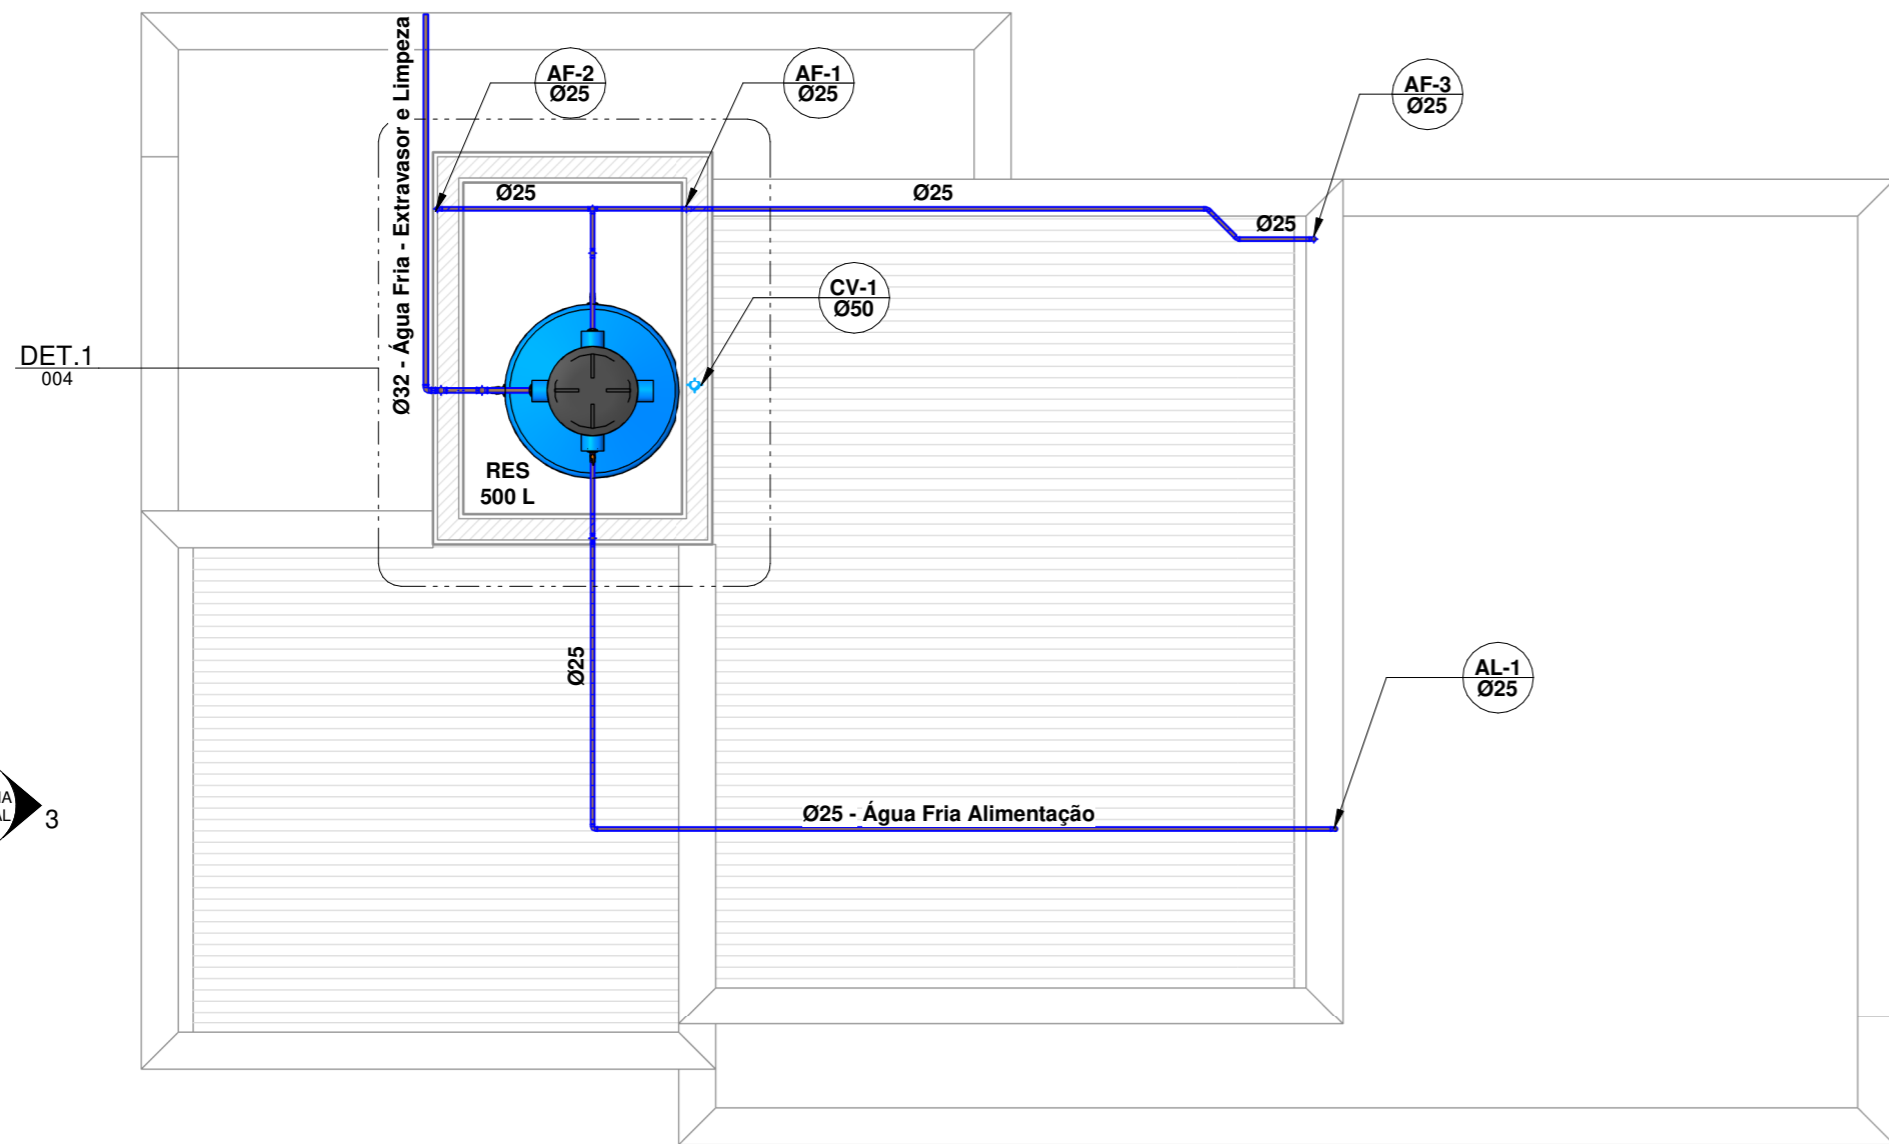 AF-2
Ø25
AF-1
Ø25
AF-3
Ø25
Ø32 - Água Fria - Extravasor e Limpeza
Ø25
Ø25
Ø25
CV-1
Ø50
DET.1
004
RES
500 L
Ø25
AL-1
Ø25
Ø25 - Água Fria Alimentação
3